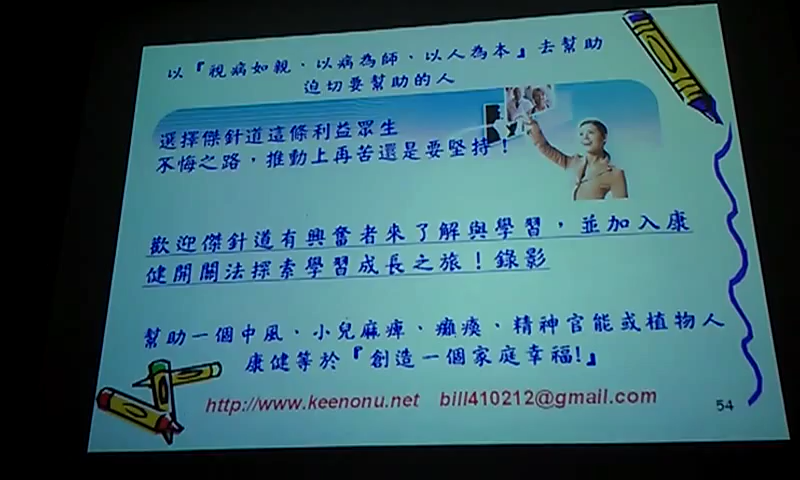 54
以『視病如親、以病為師、以人為本』去幫助
迫切要幫助的人
選擇傑針道這條利益眾生
不悔之路，推動上再苦還是要堅持！
歡迎傑針道有興奮者來了解與學習，並加入康
健開關法探索學習成長之旅！錄影
幫助一個中風、小兒麻痺、癱瘓、精神官能或植物人
康健等於『創造一個家庭幸福!』
http://www.keenonu.net bill410212@gmail.com
54